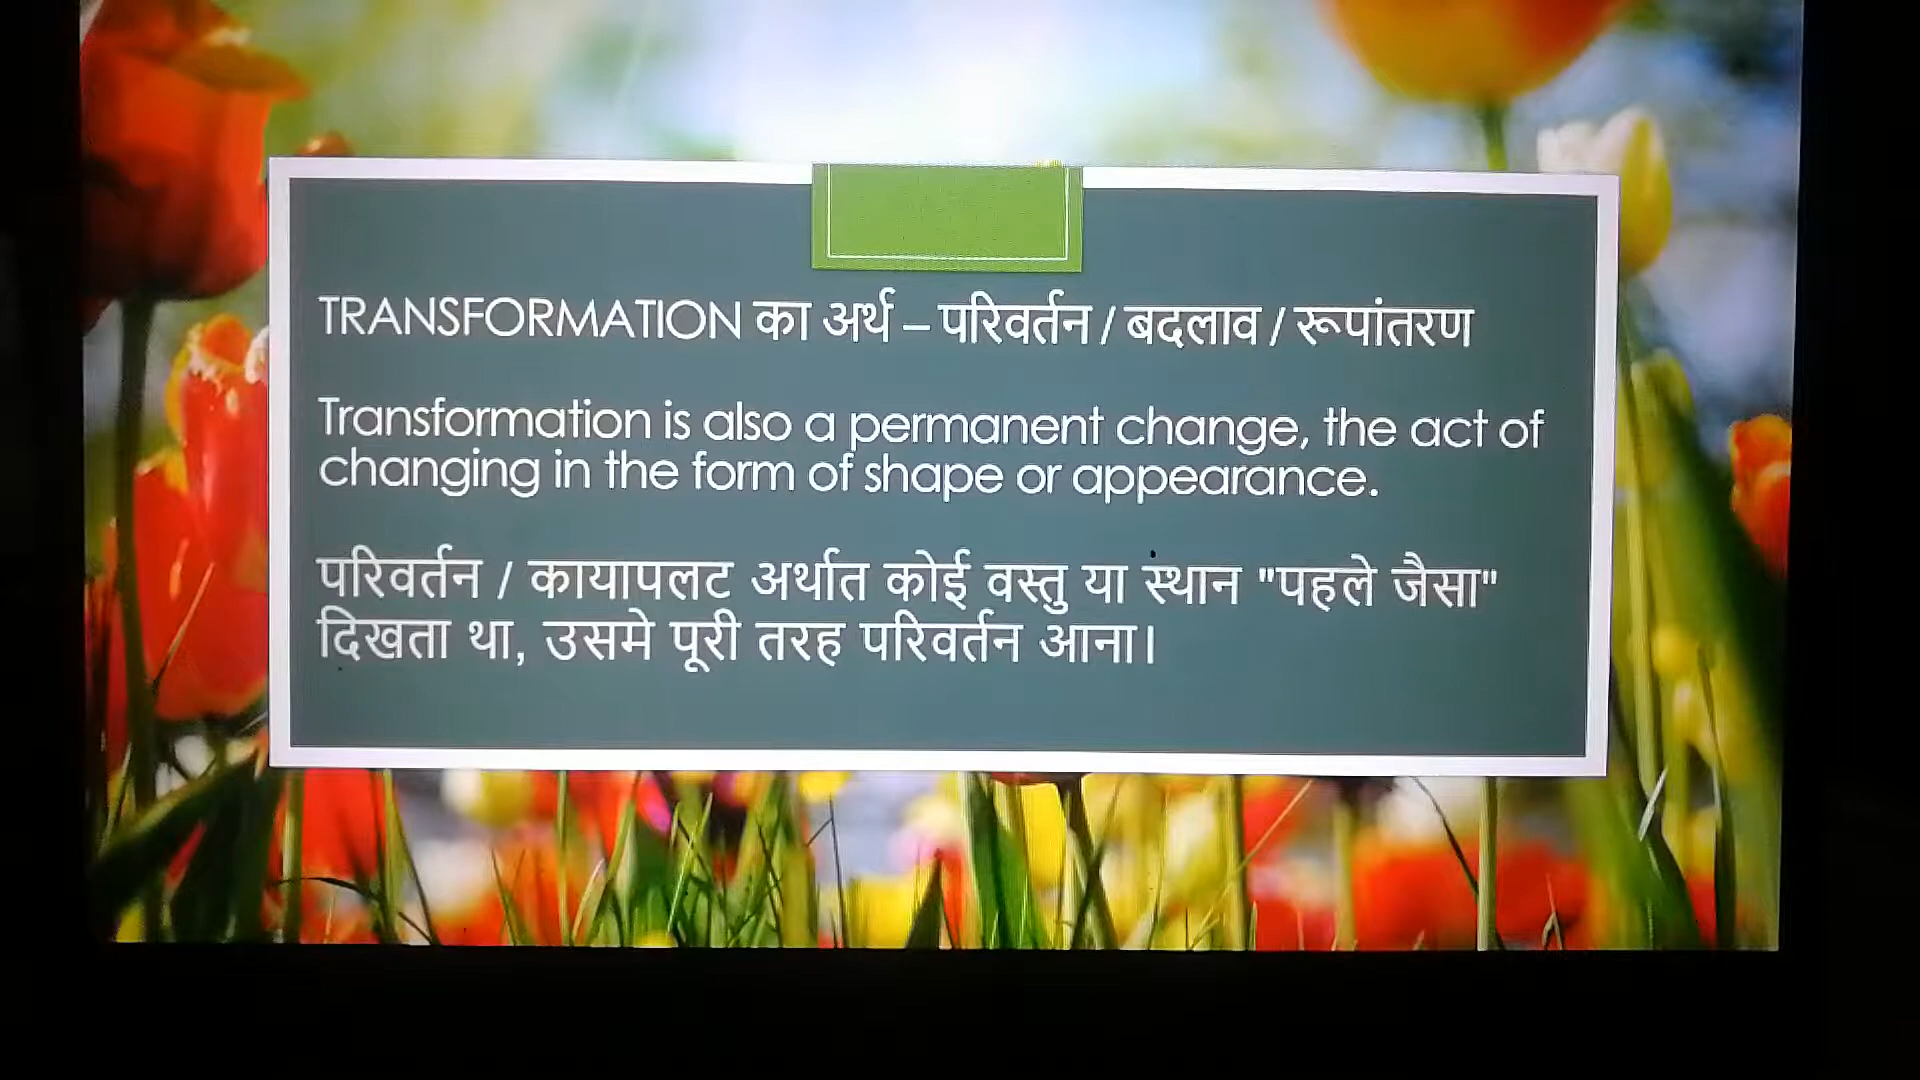 TRANSFORMATION का अर्थ – परिवर्तन / बदलाव / रूपांतरण
Transformation is also a permanent change, the act of
changing in the form of shape or appearance.
परिवर्तन / कायापलट अर्थात कोई वस्तु या स्थान "पहले जैसा"
दिखता था, उसमे पूरी तरह परिवर्तन आना।